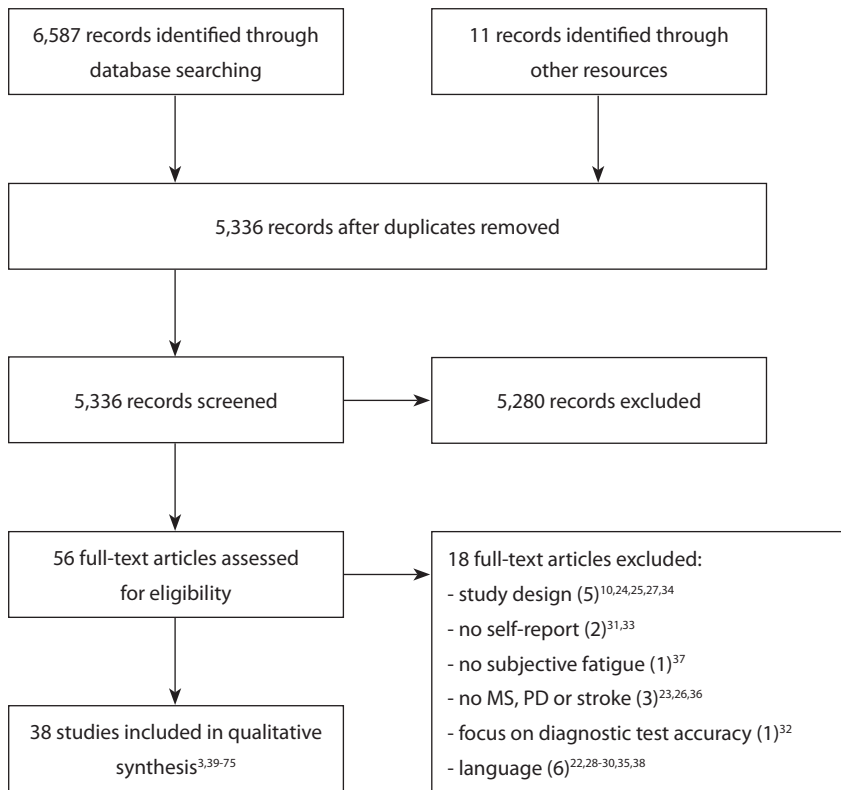 6,587 records identified through
database searching
11 records identified through
other resources
5,336 records after duplicates removed
5,336 records screened
5,280 records excluded
56 full-text articles assessed
for eligibility
18 full-text articles excluded:
- study design (5)10,24,25,27,34
- no self-report (2)31,33
- no subjective fatigue (1)37
- no MS, PD or stroke (3)23,26,36
- focus on diagnostic test accuracy (1)32
- language (6)22,28-30,35,38
38 studies included in qualitative
synthesis3,39-75